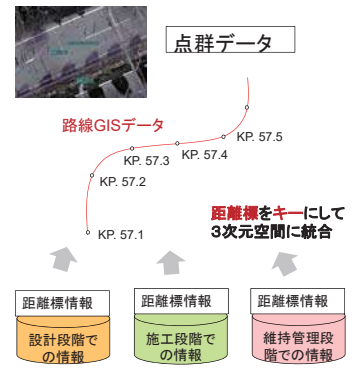 点群データ
路線GISデータ
KP. 57.5
KP. 57.4
KP. 57.3
KP. 57.2
KP. 57.1
距離標をキーにして
3次元空間に統合
距離標情報
設計段階で
の情報
距離標情報
施工段階で
の情報
距離標情報
維持管理段
階での情報